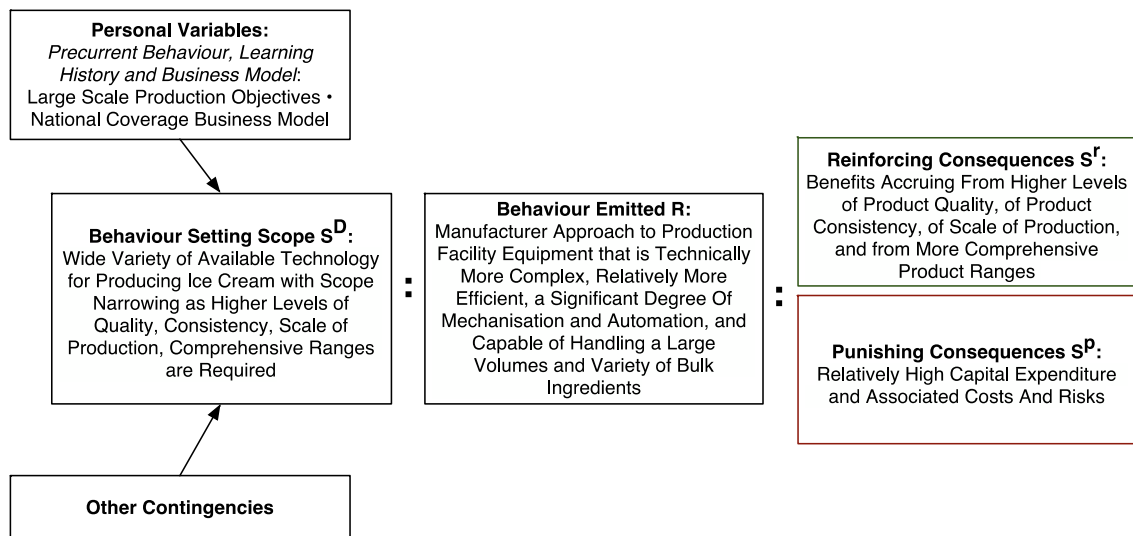 Personal Variables:
Precurrent Behaviour, Learning
History and Business Model:
Large Scale Production Objectives •
National Coverage Business Model
Behaviour Setting Scope S^D:
Wide Variety of Available Technology
for Producing Ice Cream with Scope
Narrowing as Higher Levels of
Quality, Consistency, Scale of
Production, Comprehensive Ranges
are Required
Other Contingencies
:
Behaviour Emitted R:
Manufacturer Approach to Production
Facility Equipment that is Technically
More Complex, Relatively More
Efficient, a Significant Degree Of
Mechanisation and Automation, and
Capable of Handling a Large
Volumes and Variety of Bulk
Ingredients
:
Reinforcing Consequences S^r:
Benefits Accruing From Higher Levels
of Product Quality, of Product
Consistency, of Scale of Production,
and from More Comprehensive
Product Ranges
Punishing Consequences S^p:
Relatively High Capital Expenditure
and Associated Costs And Risks